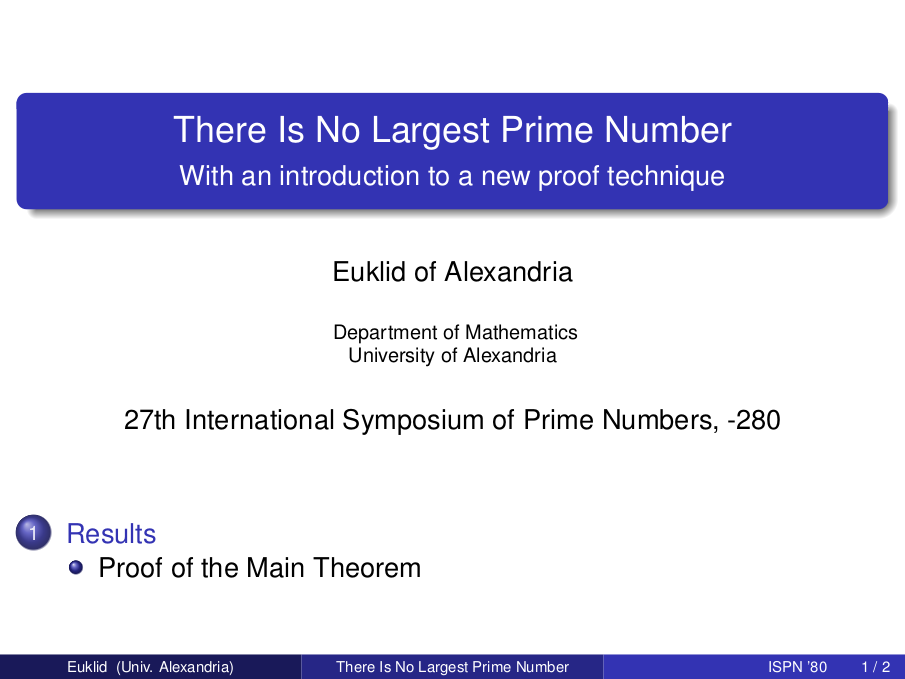 There Is No Largest Prime Number
With an introduction to a new proof technique
Euklid of Alexandria
Department of Mathematics
University of Alexandria
27th International Symposium of Prime Numbers, -280
1 Results
Proof of the Main Theorem
Euklid (Univ. Alexandria) There Is No Largest Prime Number ISPN ’80 1 / 2